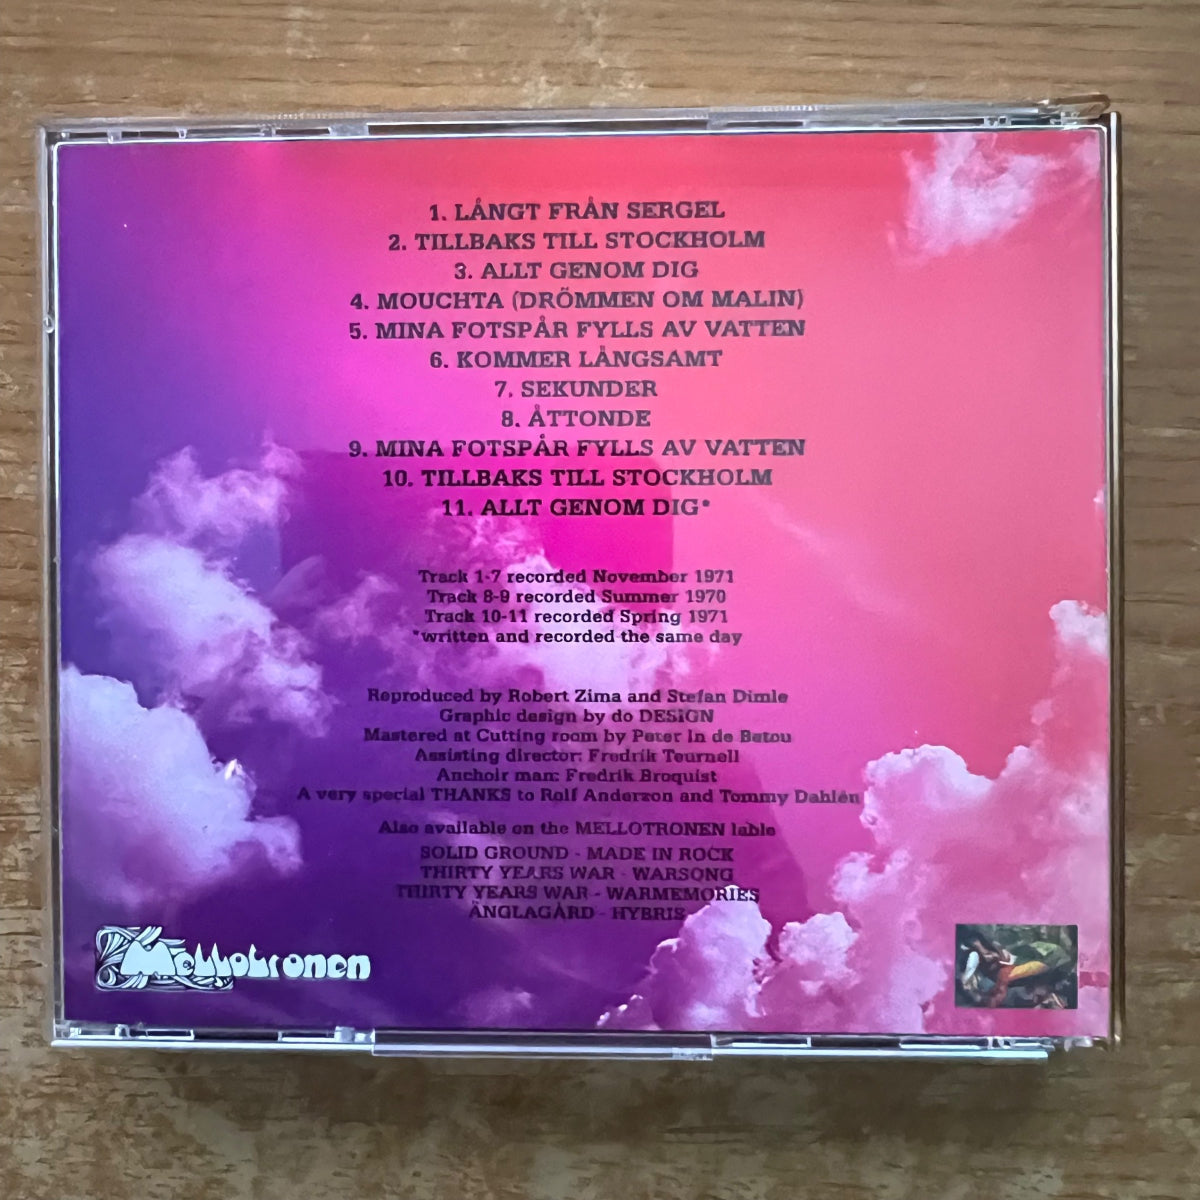 1. LÅNGT FRÅN SERGEL
2. TILLBAKS TILL STOCKHOLM
3. ALLT GENOM DIG
4. MOUCHTA (DRÖMMEN OM MALIN)
5. MINA FOTSPÅR FYLLS AV VATTEN
6. KOMMER LÅNGSAMT
7. SEKUNDER
8. ÅTTONDE
9. MINA FOTSPÅR FYLLS AV VATTEN
10. TILLBAKS TILL STOCKHOLM
11. ALLT GENOM DIG*
Track 1-7 recorded November 1971
Track 8-9 recorded Summer 1970
Track 10-11 recorded Spring 1971
*written and recorded the same day
Reproduced by Robert Zima and Stefan Dimle
Graphic design by do DESIGN
Mastered at Cutting room by Peter In de Betou
Assisting director: Fredrik Teurnell
Anchoir man: Fredrik Broquist
A very special THANKS to Rolf Anderzon and Tommy Dahlén
Also available on the MELLOTRONEN lable
SOLID GROUND - MADE IN ROCK
THIRTY YEARS WAR - WARSONG
THIRTY YEARS WAR - WARMEMORIES
ÄNGLAGÅRD - HYBRIS
Mellotronen